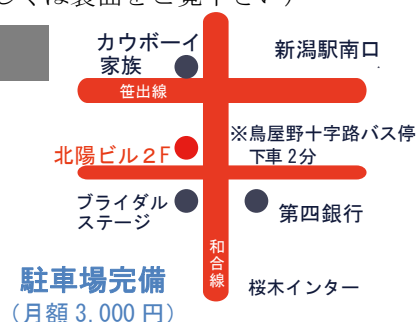 しくは裏面をご覧下さい）
カウボーイ
家族
新潟駅南口
笹出線
※鳥屋野十字路バス停
下車 2分
北陽ビル２F
ブライダル
ステージ
第四銀行
和合線
桜木インター
駐車場完備
（月額 3,000 円）